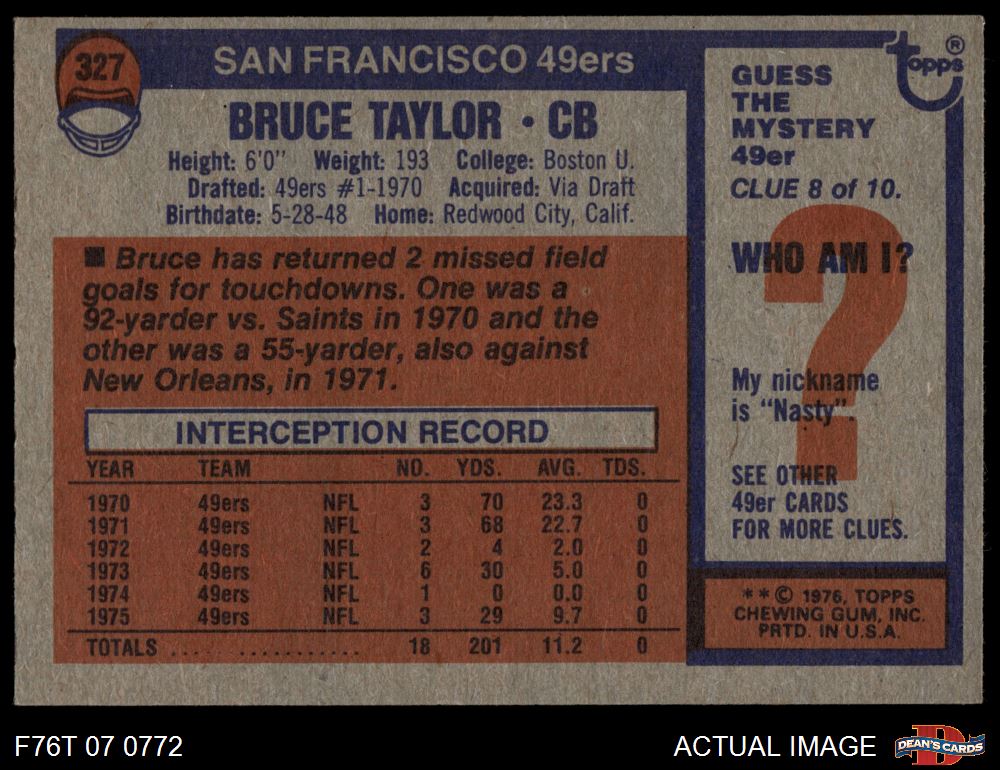 327
SAN FRANCISCO 49ers
BRUCE TAYLOR • CB
Height: 6'0" Weight: 193 College: Boston U.
Drafted: 49ers #1-1970 Acquired: Via Draft
Birthdate: 5-28-48 Home: Redwood City, Calif.
■ Bruce has returned 2 missed field
goals for touchdowns. One was a
92-yarder vs. Saints in 1970 and the
other was a 55-yarder, also against
New Orleans, in 1971.
INTERCEPTION RECORD
YEAR TEAM NO. YDS. AVG. TDS.
1970 49ers NFL 3 70 23.3 0
1971 49ers NFL 3 68 22.7 0
1972 49ers NFL 2 4 2.0 0
1973 49ers NFL 6 30 5.0 0
1974 49ers NFL 1 0 0.0 0
1975 49ers NFL 3 29 9.7 0
TOTALS .................. 18 201 11.2 0
topps ®
GUESS
THE
MYSTERY
49er
CLUE 8 of 10.
WHO AM I?
?
My nickname
is “Nasty”.
SEE OTHER
49er CARDS
FOR MORE CLUES.
** © 1976, TOPPS
CHEWING GUM, INC.
PRTD. IN U.S.A.
F76T 07 0772
ACTUAL IMAGE
D
DEAN'S CARDS